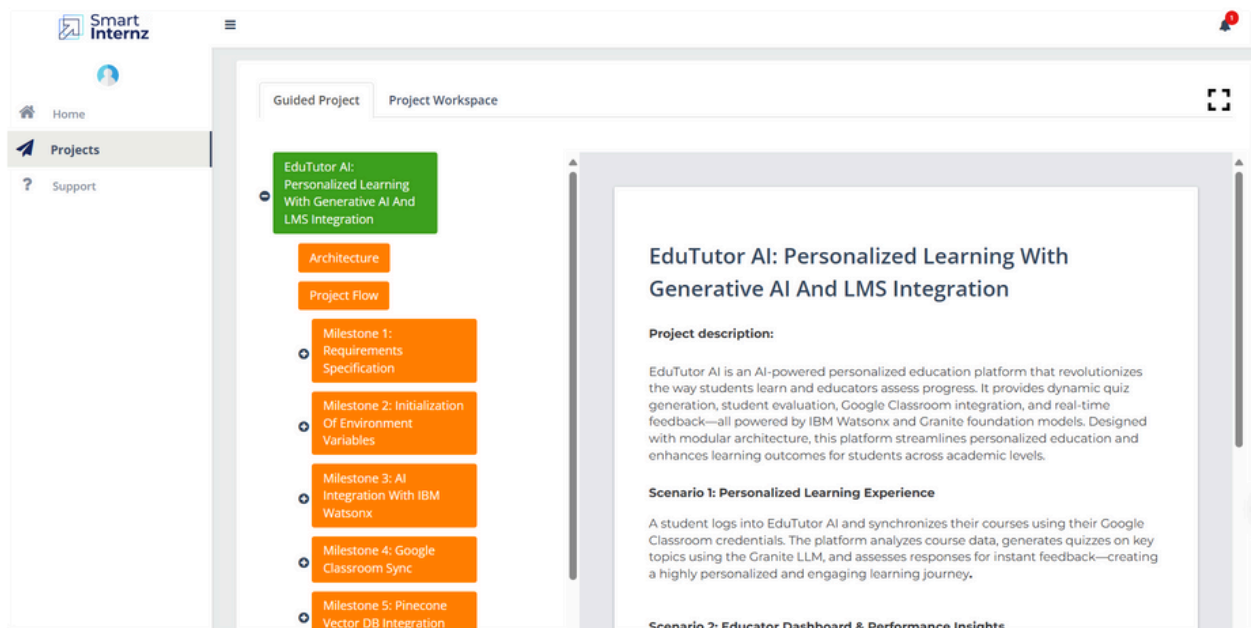 Smart
Internz
1
Home
Projects
Support
Guided Project
Project Workspace
EduTutor AI:
Personalized Learning
With Generative AI And
LMS Integration
Architecture
Project Flow
Milestone 1:
Requirements
Specification
Milestone 2: Initialization
Of Environment
Variables
Milestone 3: AI
Integration With IBM
Watsonx
Milestone 4: Google
Classroom Sync
Milestone 5: Pinecone
Vector DB Integration
EduTutor AI: Personalized Learning With
Generative AI And LMS Integration
Project description:
EduTutor AI is an AI-powered personalized education platform that revolutionizes
the way students learn and educators assess progress. It provides dynamic quiz
generation, student evaluation, Google Classroom integration, and real-time
feedback—all powered by IBM Watsonx and Granite foundation models. Designed
with modular architecture, this platform streamlines personalized education and
enhances learning outcomes for students across academic levels.
Scenario 1: Personalized Learning Experience
A student logs into EduTutor AI and synchronizes their courses using their Google
Classroom credentials. The platform analyzes course data, generates quizzes on key
topics using the Granite LLM, and assesses responses for instant feedback—creating
a highly personalized and engaging learning journey.
Scenario 2: Educator Dashboard & Performance Insights